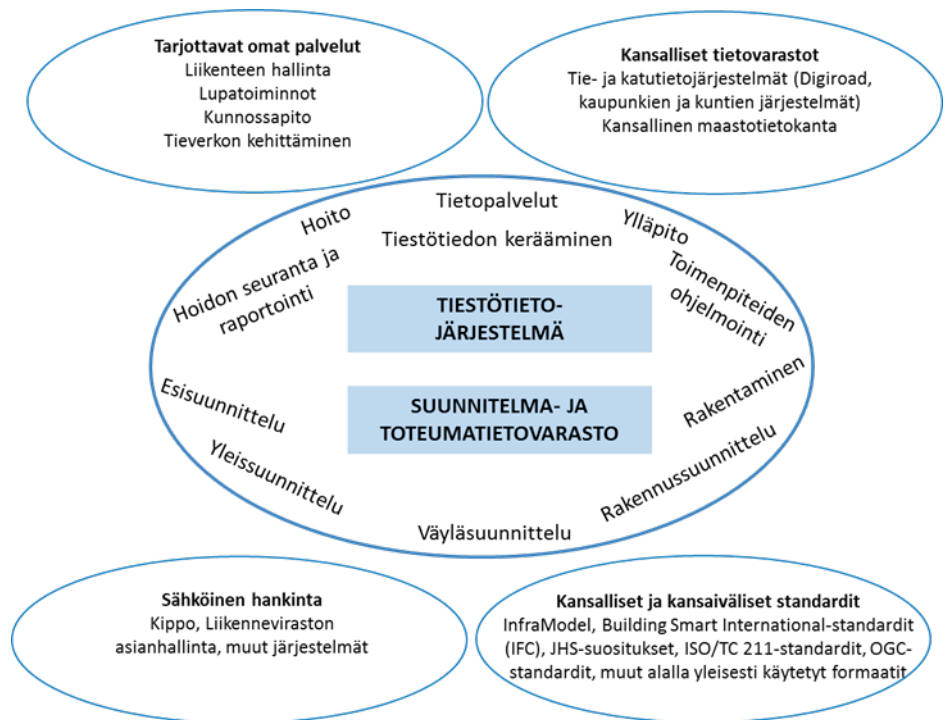 Tarjottavat omat palvelut
Liikenteen hallinta
Lupatoiminnot
Kunnossapito
Tieverkon kehittäminen
Kansalliset tietovarastot
Tie- ja katutietojärjestelmät (Digiroad,
kaupunkien ja kuntien järjestelmät)
Kansallinen maastotietokanta
Tietopalvelut
Hoito
Ylläpito
Tiestötiedon kerääminen
Hoidon seuranta ja
raportointi
Toimenpiteiden
ohjelmointi
TIESTÖTIETO-
JÄRJESTELMÄ
SUUNNITELMA- JA
TOTEUMATIETOVARASTO
Esisuunnittelu
Rakentaminen
Yleissuunnittelu
Rakennussuunnittelu
Väyläsuunnittelu
Sähköinen hankinta
Kippo, Liikenneviraston
asianhallinta, muut järjestelmät
Kansalliset ja kansaiväliset standardit
InfraModel, Building Smart International-standardit
(IFC), JHS-suositukset, ISO/TC 211-standardit, OGC-
standardit, muut alalla yleisesti käytetyt formaatit